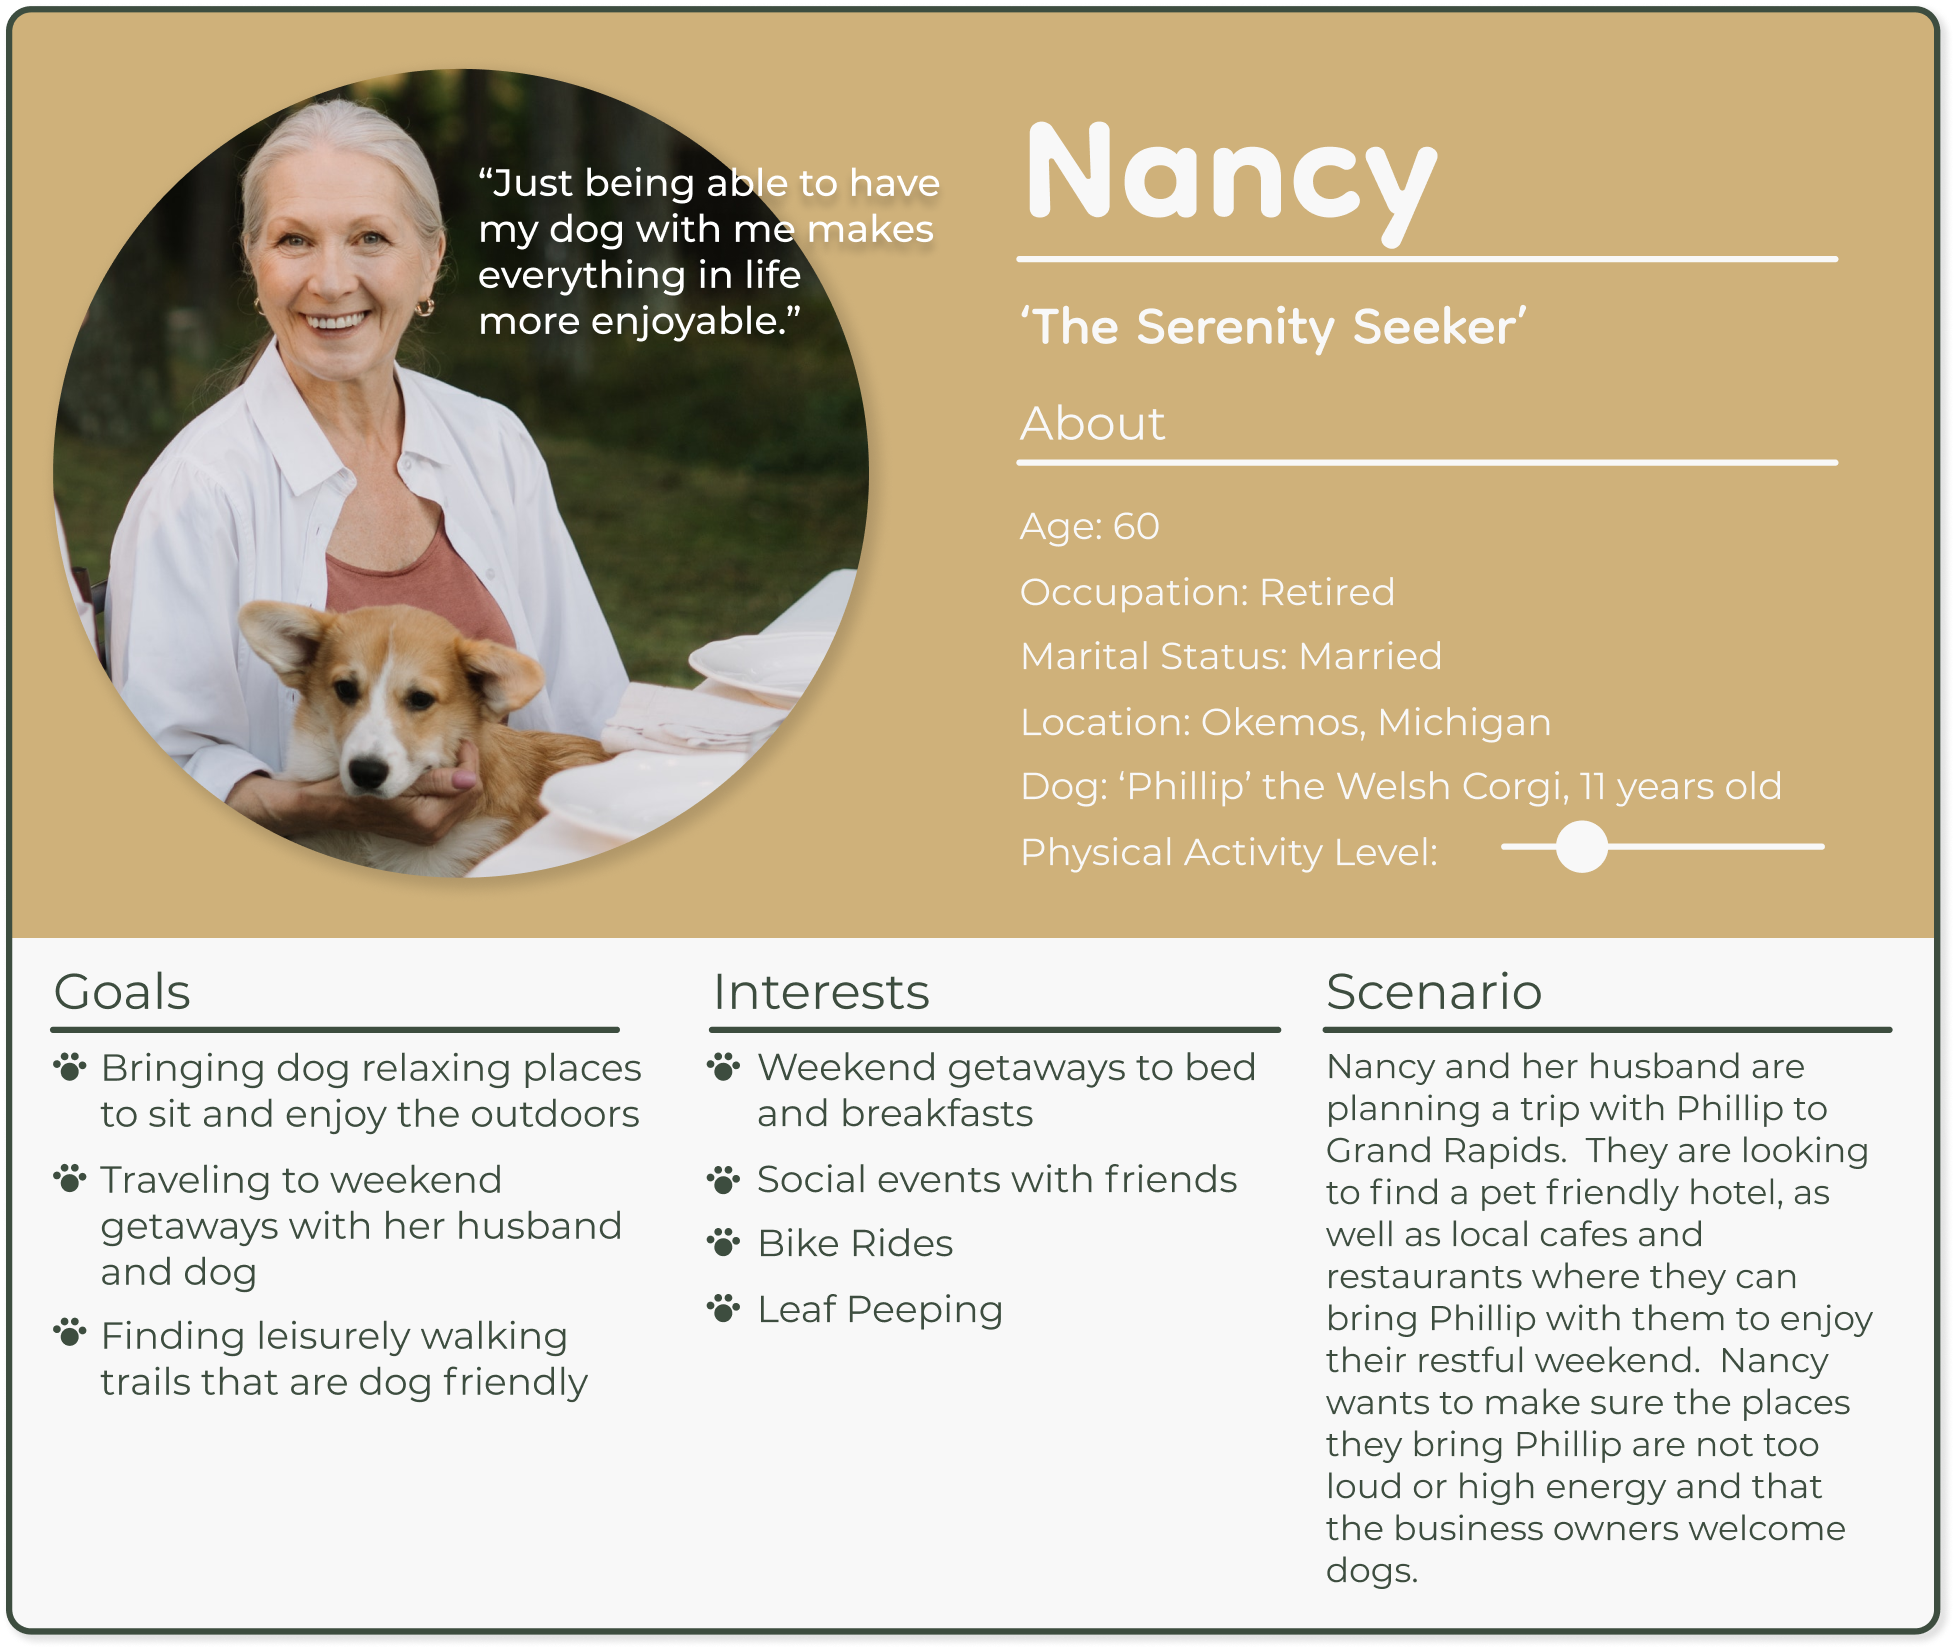 “Just being able to have
my dog with me makes
everything in life
more enjoyable.”
Nancy
‘The Serenity Seeker’
About
Age: 60
Occupation: Retired
Marital Status: Married
Location: Okemos, Michigan
Dog: ‘Phillip’ the Welsh Corgi, 11 years old
Physical Activity Level:
Goals
Bringing dog relaxing places
to sit and enjoy the outdoors
Traveling to weekend
getaways with her husband
and dog
Finding leisurely walking
trails that are dog friendly
Interests
Weekend getaways to bed
and breakfasts
Social events with friends
Bike Rides
Leaf Peeping
Scenario
Nancy and her husband are
planning a trip with Phillip to
Grand Rapids.  They are looking
to find a pet friendly hotel, as
well as local cafes and
restaurants where they can
bring Phillip with them to enjoy
their restful weekend.  Nancy
wants to make sure the places
they bring Phillip are not too
loud or high energy and that
the business owners welcome
dogs.